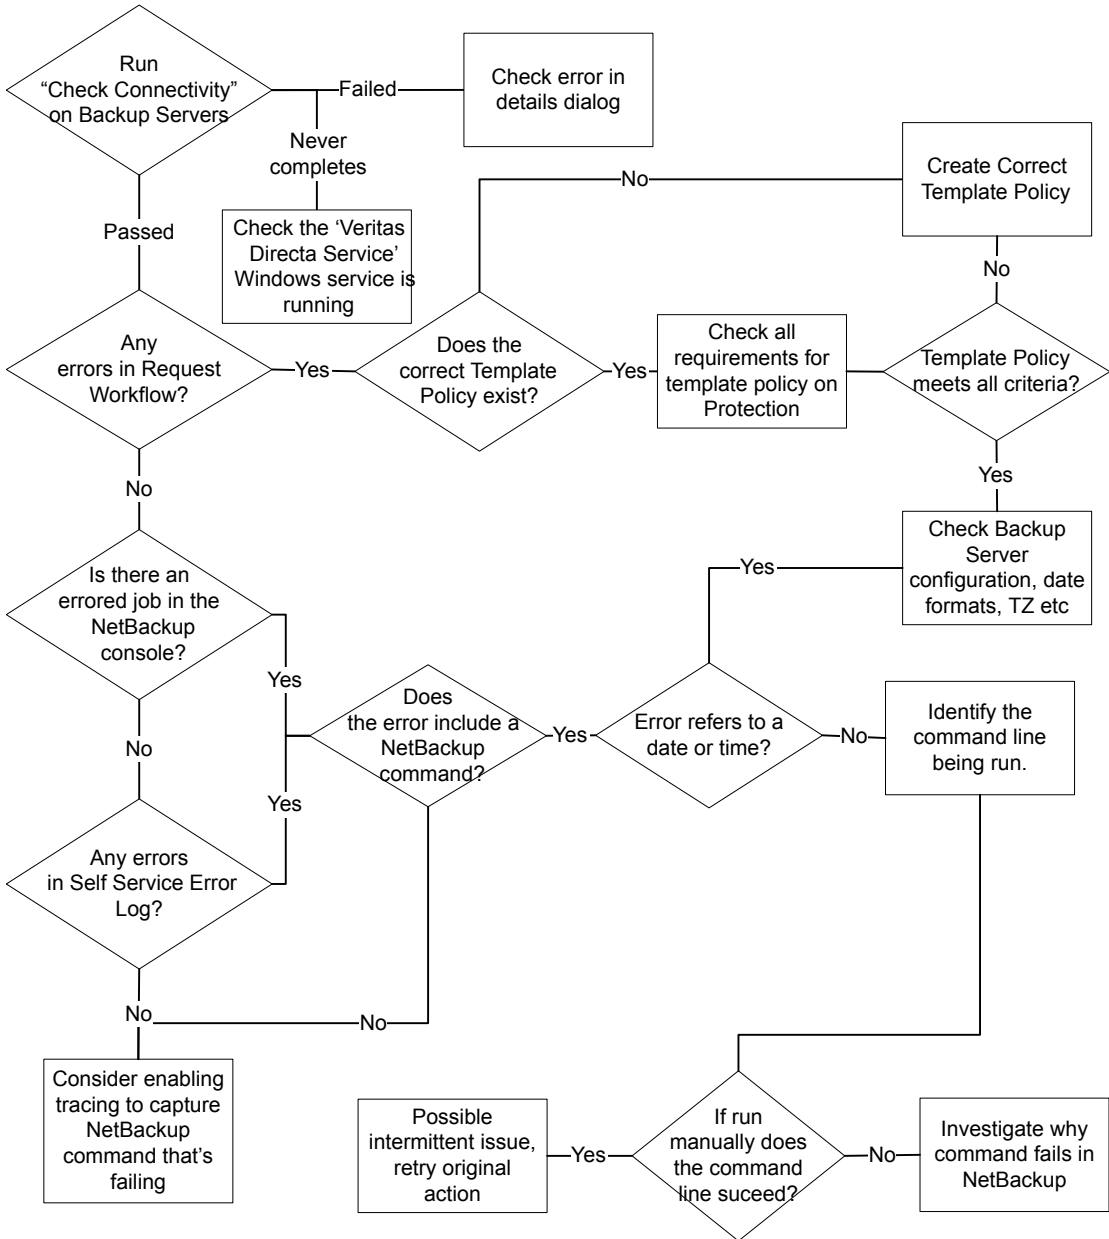 Run
“Check Connectivity”
on Backup Servers
Failed
Check error in
details dialog
Never
completes
Check the ‘Veritas
Directa Service’
Windows service is
running
Passed
No
Create Correct
Template Policy
No
Any
errors in Request
Workflow?
Yes
Does the
correct Template
Policy exist?
Yes
Check all
requirements for
template policy on
Protection
Template Policy
meets all criteria?
Yes
Check Backup
Server
configuration, date
formats, TZ etc
No
Is there an
errored job in the
NetBackup
console?
Yes
No
Yes
Any errors
in Self Service Error
Log?
Does
the error include a
NetBackup
command?
Yes
Error refers to a
date or time?
Yes
No
Identify the
command line
being run.
No
No
Consider enabling
tracing to capture
NetBackup
command that’s
failing
Possible
intermittent issue,
retry original
action
Yes
If run
manually does
the command
line suceed?
No
Investigate why
command fails in
NetBackup